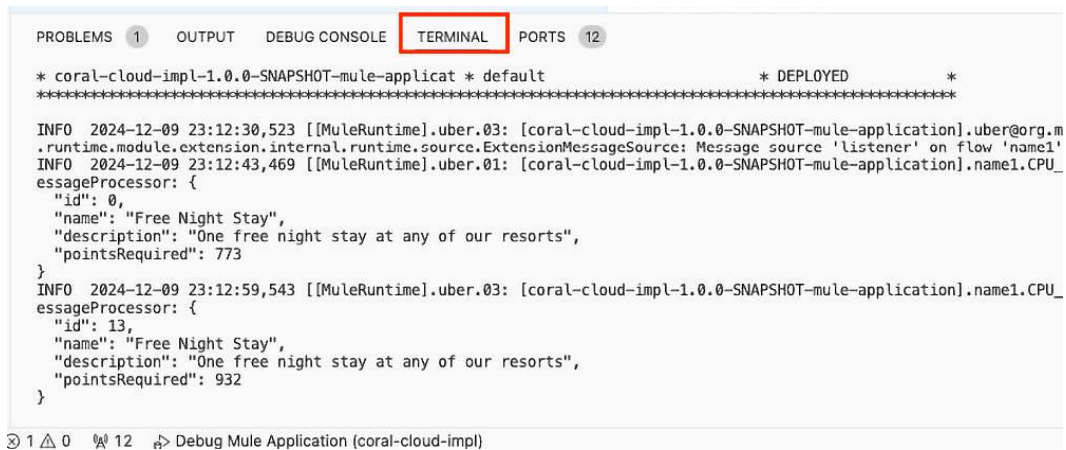 PROBLEMS 1 OUTPUT DEBUG CONSOLE TERMINAL PORTS 12
* coral-cloud-impl-1.0.0-SNAPSHOT-mule-applicat * default * DEPLOYED *
*******************************************************************************************************
INFO 2024-12-09 23:12:30,523 [[MuleRuntime].uber.03: [coral-cloud-impl-1.0.0-SNAPSHOT-mule-application].uber@org.m
.runtime.module.extension.internal.runtime.source.ExtensionMessageSource: Message source 'listener' on flow 'name1'
INFO 2024-12-09 23:12:43,469 [[MuleRuntime].uber.01: [coral-cloud-impl-1.0.0-SNAPSHOT-mule-application].name1.CPU_
essageProcessor: {
"id": 0,
"name": "Free Night Stay",
"description": "One free night stay at any of our resorts",
"pointsRequired": 773
}
INFO 2024-12-09 23:12:59,543 [[MuleRuntime].uber.03: [coral-cloud-impl-1.0.0-SNAPSHOT-mule-application].name1.CPU_
essageProcessor: {
"id": 13,
"name": "Free Night Stay",
"description": "One free night stay at any of our resorts",
"pointsRequired": 932
}
1 0 12 Debug Mule Application (coral-cloud-impl)